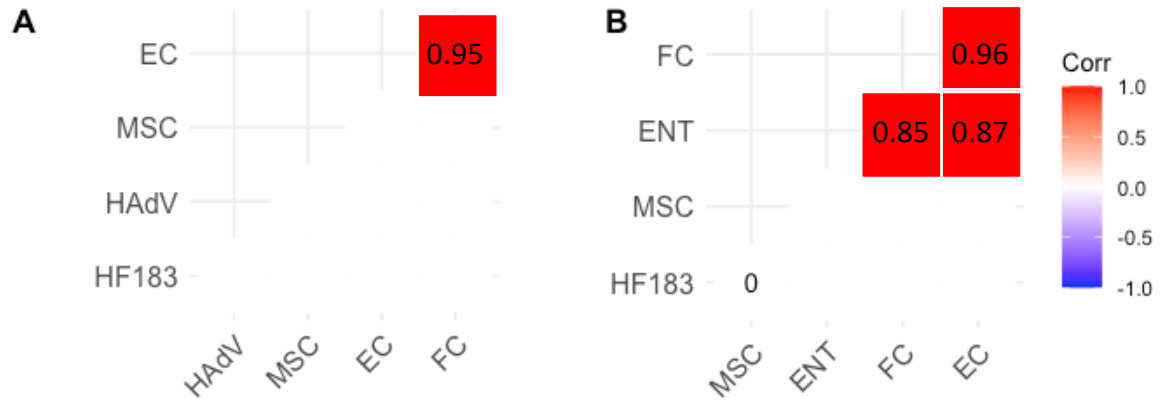 A
EC
0.95
MSC
HAdV
HF183
HAdV
MSC
EC
FC
B
FC
0.96
ENT
0.85
0.87
MSC
HF183
0
MSC
ENT
FC
EC
Corr
1.0
0.5
0.0
-0.5
-1.0